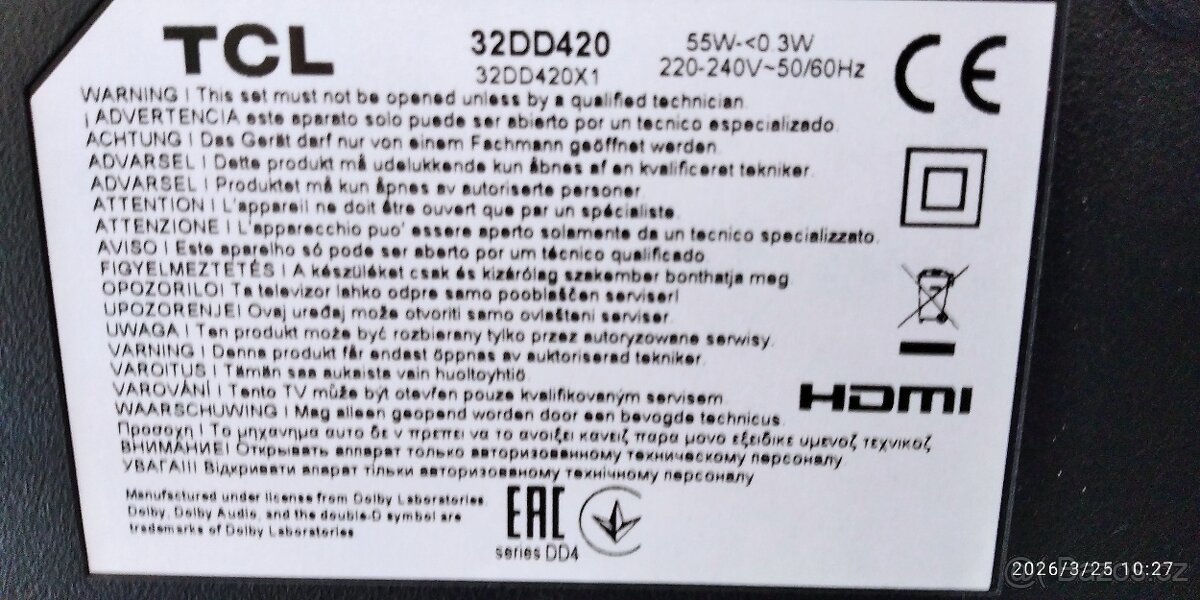 TCL
32DD420
32DD420X1
55W-<0.3W
220-240V~50/60Hz
CE
WARNING ! This set must not be opened unless by a qualified technician.
¡ ADVERTENCIA este aparato solo puede ser abierto por un tecnico especializado.
ACHTUNG ! Das Gerät darf nur von einem Fachmann geöffnet werden.
ADVARSEL ! Dette produkt må udelukkende kun åbnes af en kvalificeret tekniker.
ADVARSEL ! Produktet må kun åpnes av autoriserte personer.
ATTENTION ! L'appareil ne doit être ouvert que par un spécialiste.
ATTENZIONE ! L'apparecchio puo' essere aperto solamente da un tecnico specializzato.
AVISO ! Este aparelho só pode ser aberto por um técnico qualificado.
FIGYELMEZTETÉS ! A készüléket csak és kizárólag szakember bonthatja meg
OPOZORILO! Ta televizor lahko odpre samo pooblaščen serviser!
UPOZORENJE! Ovaj uređaj može otvoriti samo ovlašteni serviser.
UWAGA ! Ten produkt może być rozbierany tylko przez autoryzowane serwisy.
VARNING ! Denna produkt får endast öppnas av auktoriserad tekniker.
VAROITUS ! Tämän saa aukaista vain huoltoyhtiö.
VAROVÁNÍ ! Tento TV může být otevřen pouze kvalifikovaným servisem.
WAARSCHUWING ! Mag alleen geopend worden door een bevogde technicus.
Προσοχη ! Το μηχανημα αυτο δε ν πρεπει να το ανοιξει κανειζ παρα μονο εξειδικε υμενοζ τεχνικοζ
ВНИМАНИЕ! Открывать аппарат только авторизованному техническому персоналу
УВАГА!!! Відкривати апарат тільки авторизованому технічному персоналу
HDMI
Manufactured under license from Dolby Laboratories
Dolby, Dolby Audio, and the double-D symbol are
trademarks of Dolby Laboratories
EAC
series DD4
2026/3/25 10:27
Bazos.cz